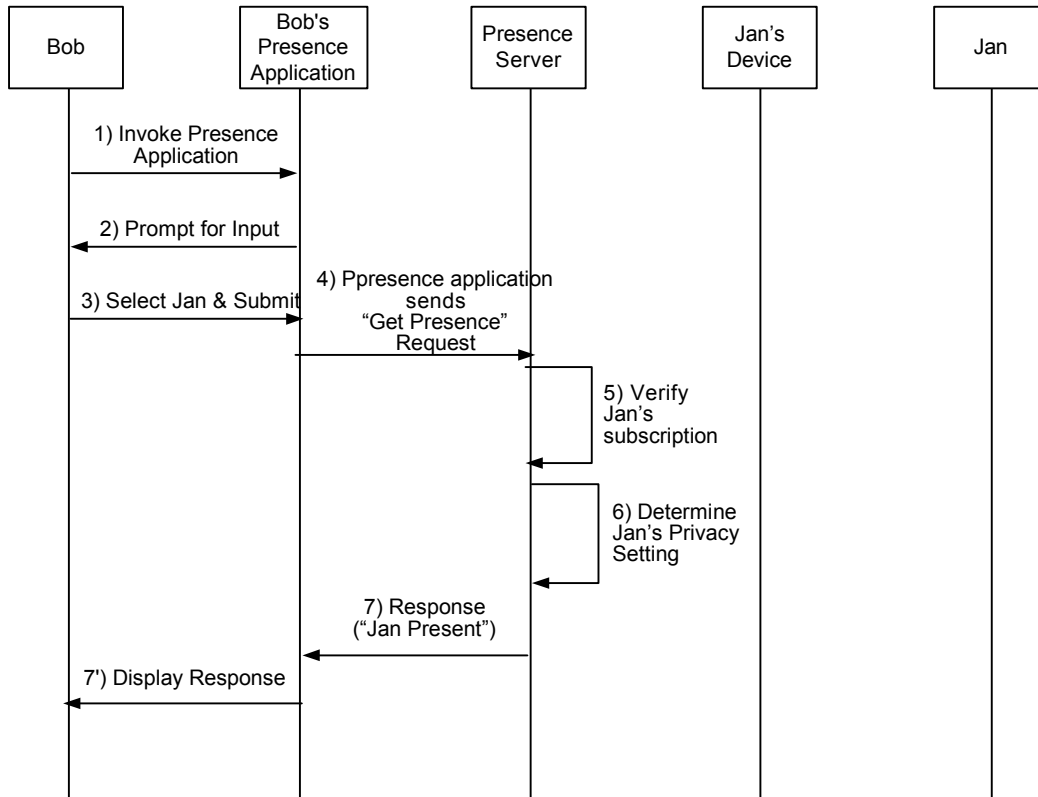 Bob
Bob's
Presence
Application
Presence
Server
Jan’s
Device
Jan
1) Invoke Presence
Application
2) Prompt for Input
3) Select Jan & Submit
4) Ppresence application
sends
“Get Presence”
Request
5) Verify
Jan’s
subscription
6) Determine
Jan’s Privacy
Setting
7) Response
(“Jan Present”)
7') Display Response